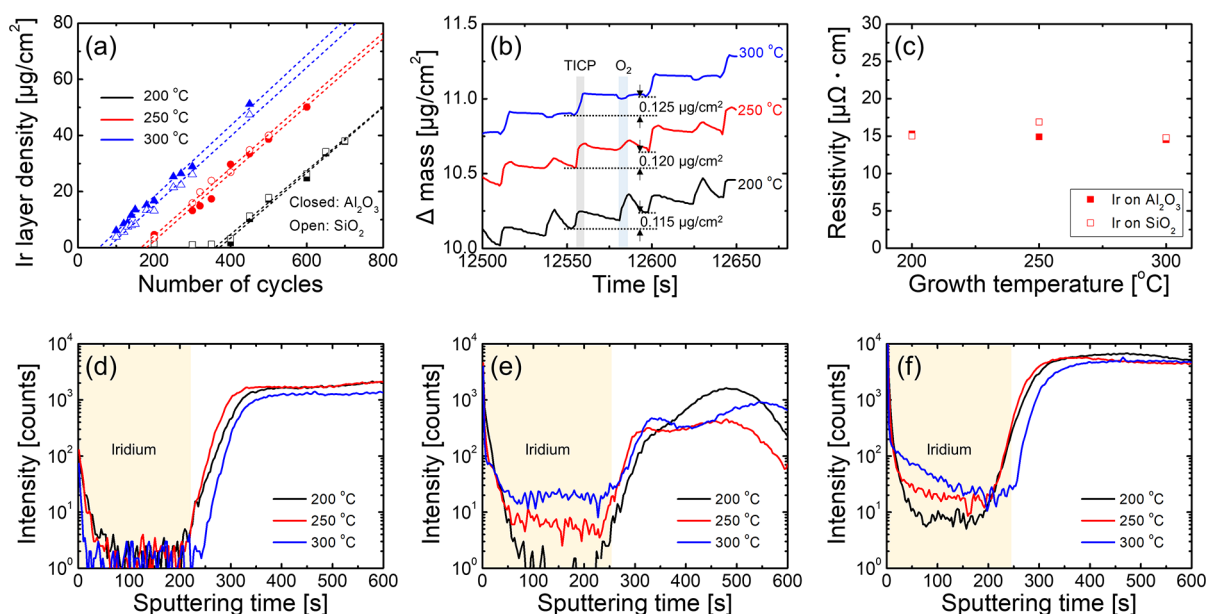 (a)
Ir layer density [μg/cm²]
80
60
40
20
0
200 °C
250 °C
300 °C
Closed: Al₂O₃
Open: SiO₂
0 200 400 600 800
Number of cycles
(b)
Δ mass [μg/cm²]
11.5
11.0
10.5
10.0
TICP O₂
300 °C
0.125 μg/cm²
250 °C
0.120 μg/cm²
200 °C
0.115 μg/cm²
12500 12550 12600 12650
Time [s]
(c)
Resistivity [μΩ · cm]
30
25
20
15
10
5
0
Ir on Al₂O₃
Ir on SiO₂
200 250 300
Growth temperature [°C]
(d)
Intensity [counts]
10⁴
10³
10²
10¹
10⁰
Iridium
200 °C
250 °C
300 °C
0 100 200 300 400 500 600
Sputtering time [s]
(e)
Intensity [counts]
10⁴
10³
10²
10¹
10⁰
Iridium
200 °C
250 °C
300 °C
0 100 200 300 400 500 600
Sputtering time [s]
(f)
Intensity [counts]
10⁴
10³
10²
10¹
10⁰
Iridium
200 °C
250 °C
300 °C
0 100 200 300 400 500 600
Sputtering time [s]